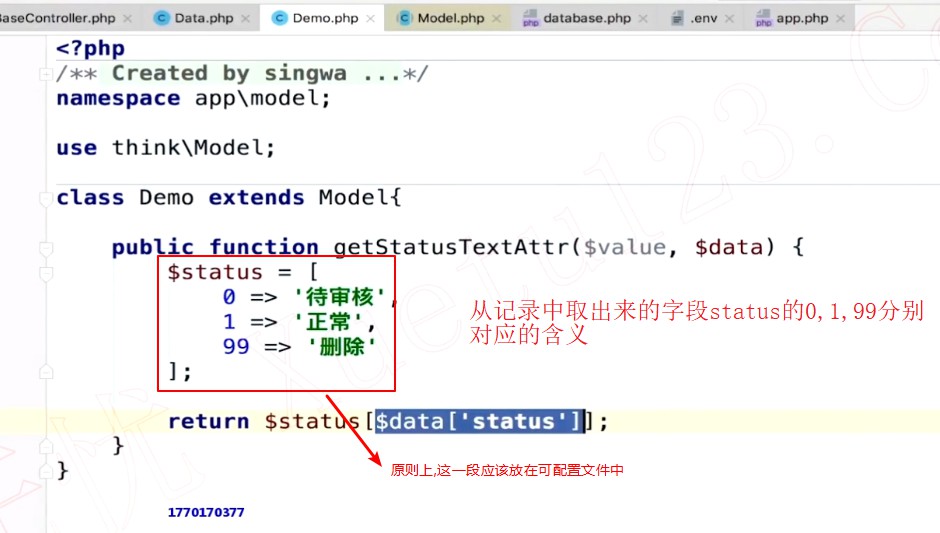 BaseController.php Data.php Demo.php Model.php database.php .env app.php
<?php
/** Created by singwa ...*/
namespace app\model;
use think\Model;
class Demo extends Model{
public function getStatusTextAttr($value, $data) {
$status = [
0 => '待审核',
1 => '正常',
99 => '删除'
];
从记录中取出来的字段status的0,1,99分别
对应的含义
return $status[$data['status']];
}
}
原则上,这一段应该放在可配置文件中
1770170377